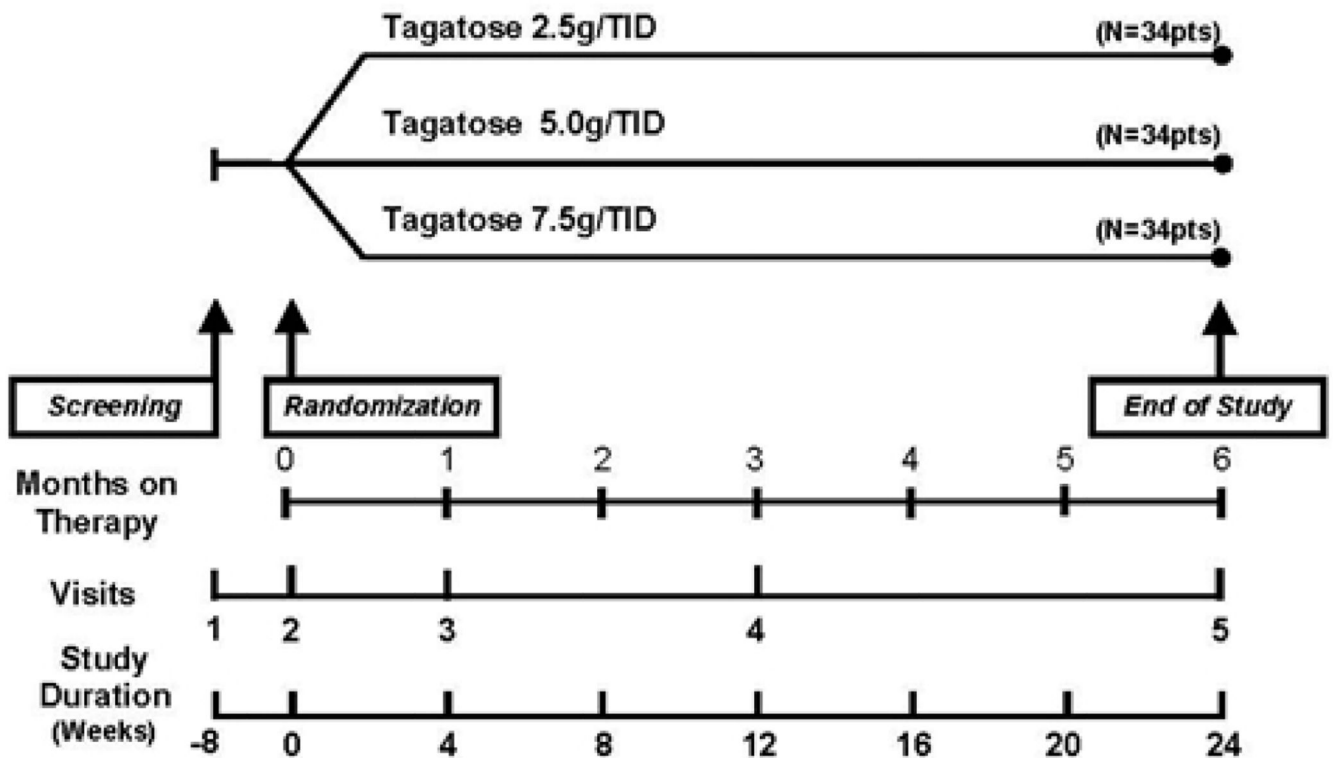 Tagatose 2.5g/TID (N=34pts)
Tagatose 5.0g/TID (N=34pts)
Tagatose 7.5g/TID (N=34pts)
Screening Randomization End of Study
0 1 2 3 4 5 6
Months on
Therapy
Visits
1 2 3 4 5
Study
Duration
(Weeks)
-8 0 4 8 12 16 20 24